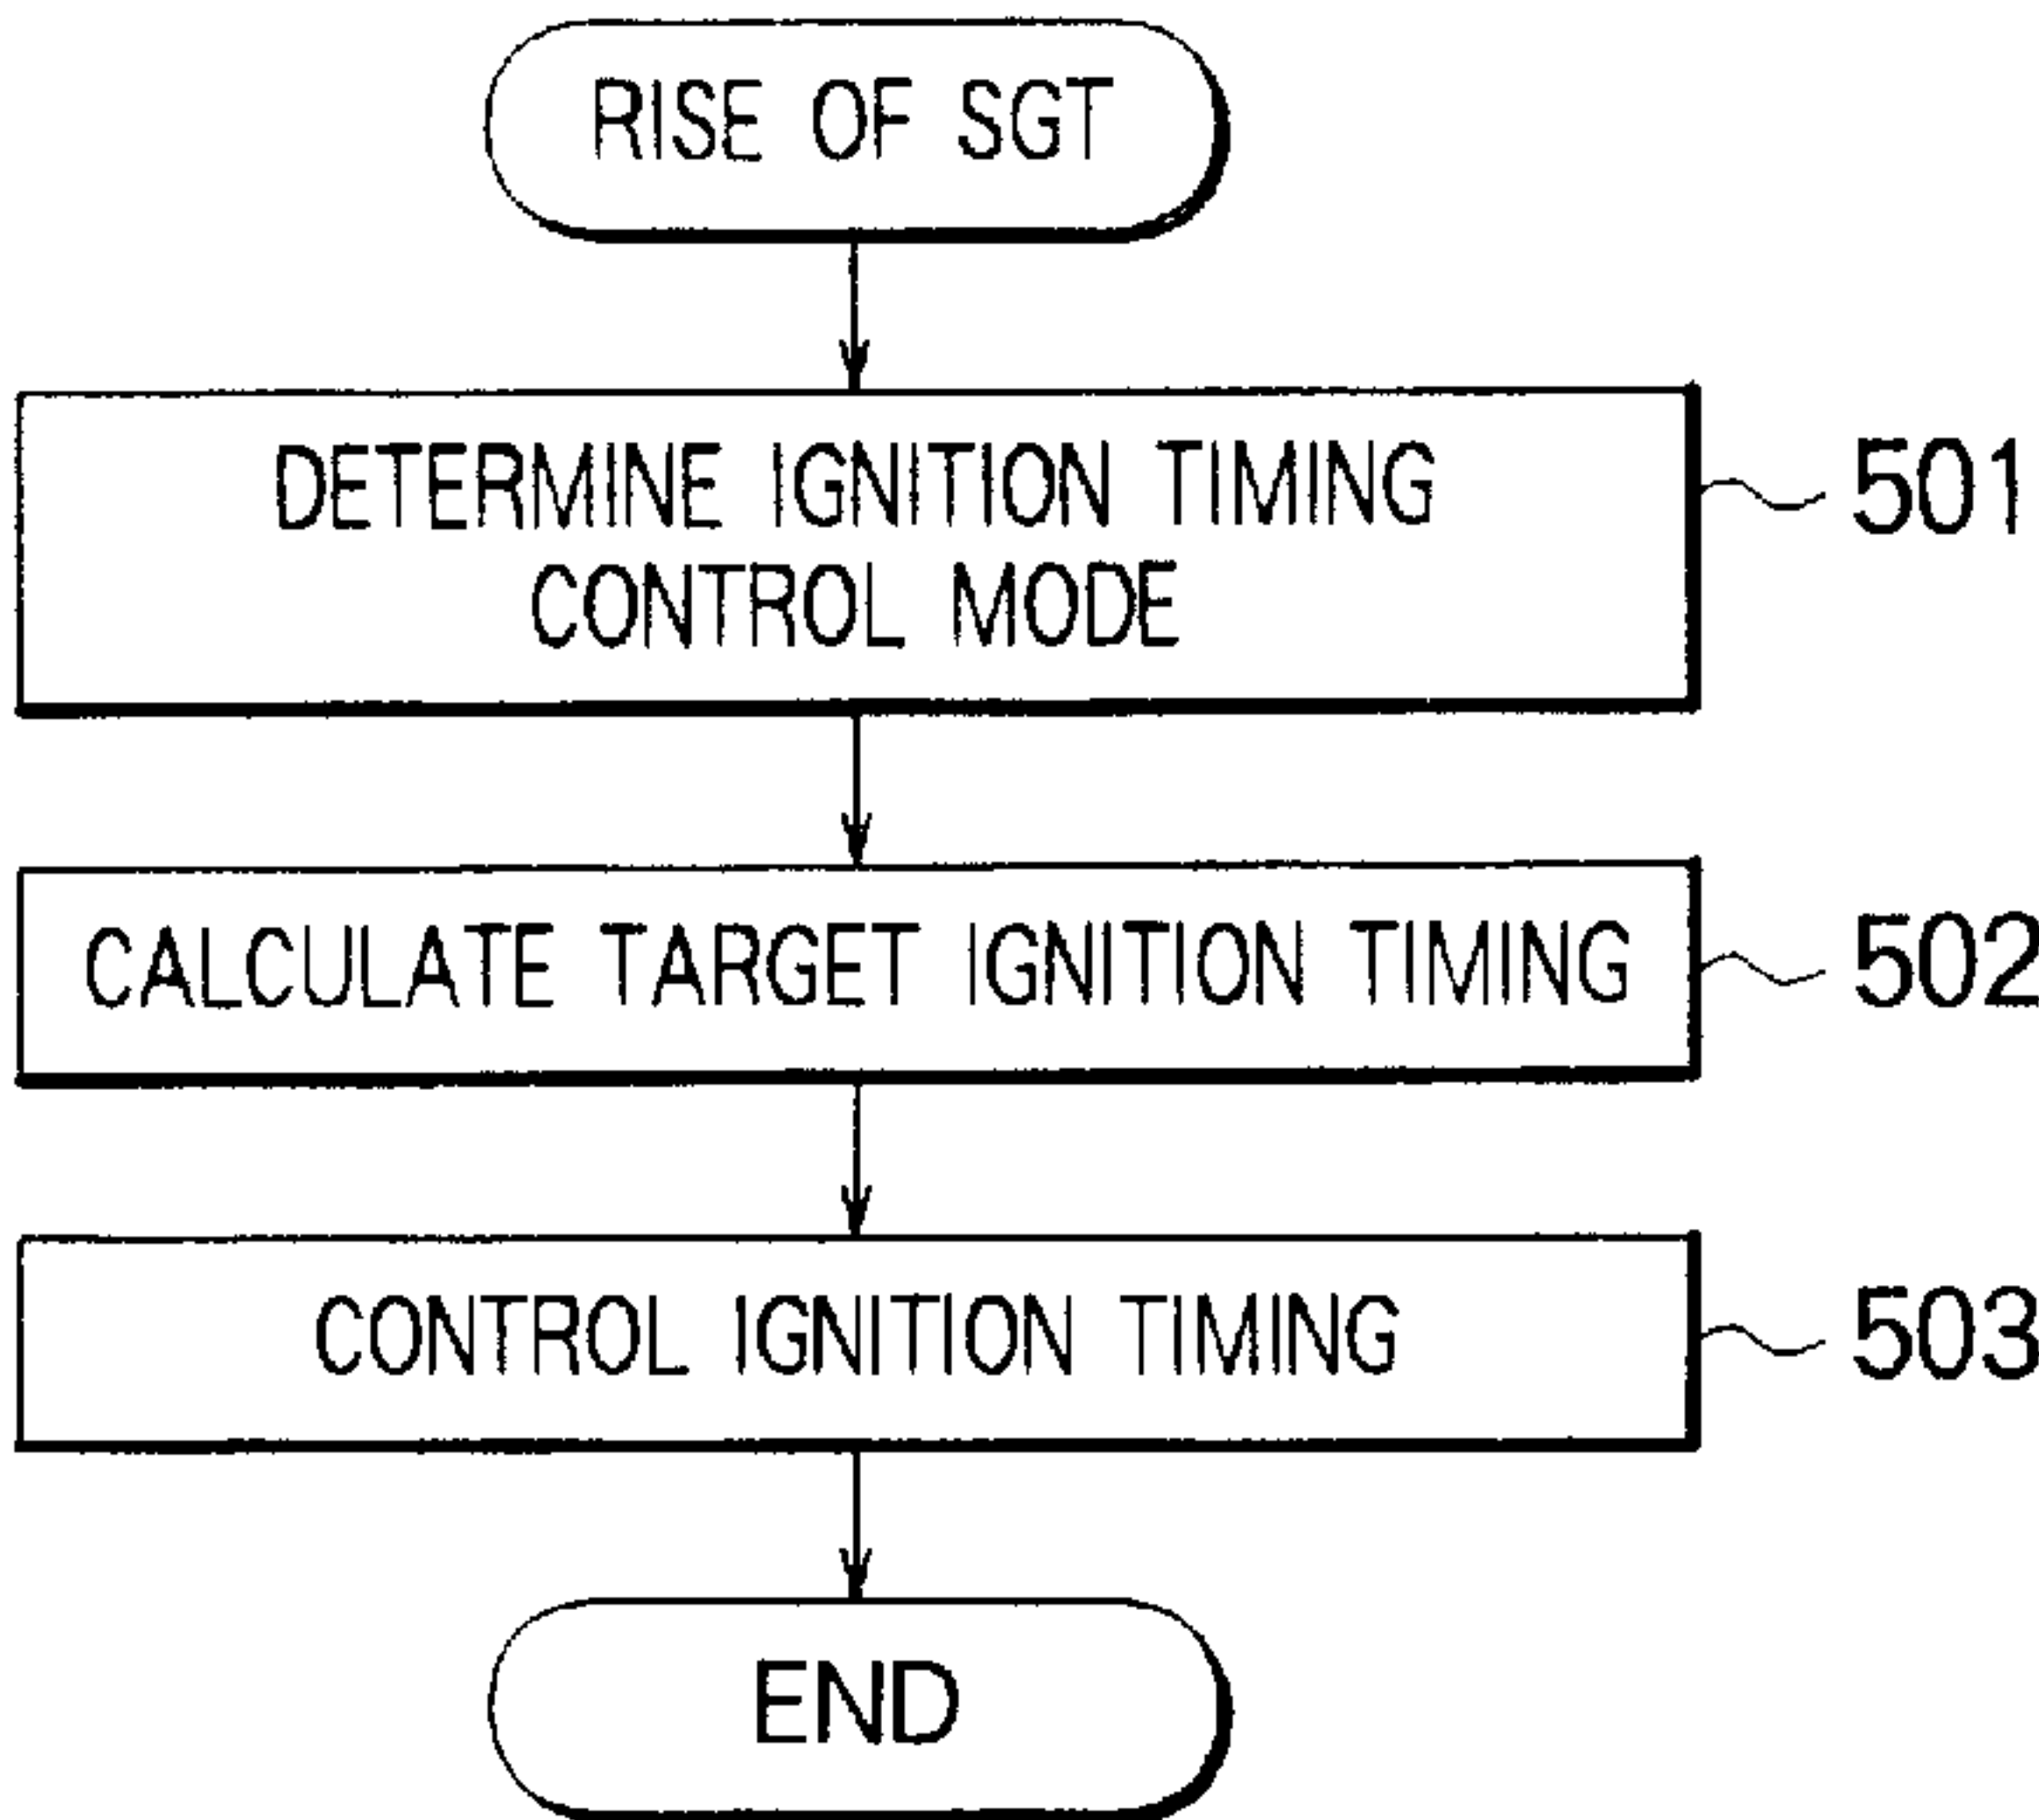 RISE OF SGT
DETERMINE IGNITION TIMING
CONTROL MODE
501
CALCULATE TARGET IGNITION TIMING
502
CONTROL IGNITION TIMING
503
END